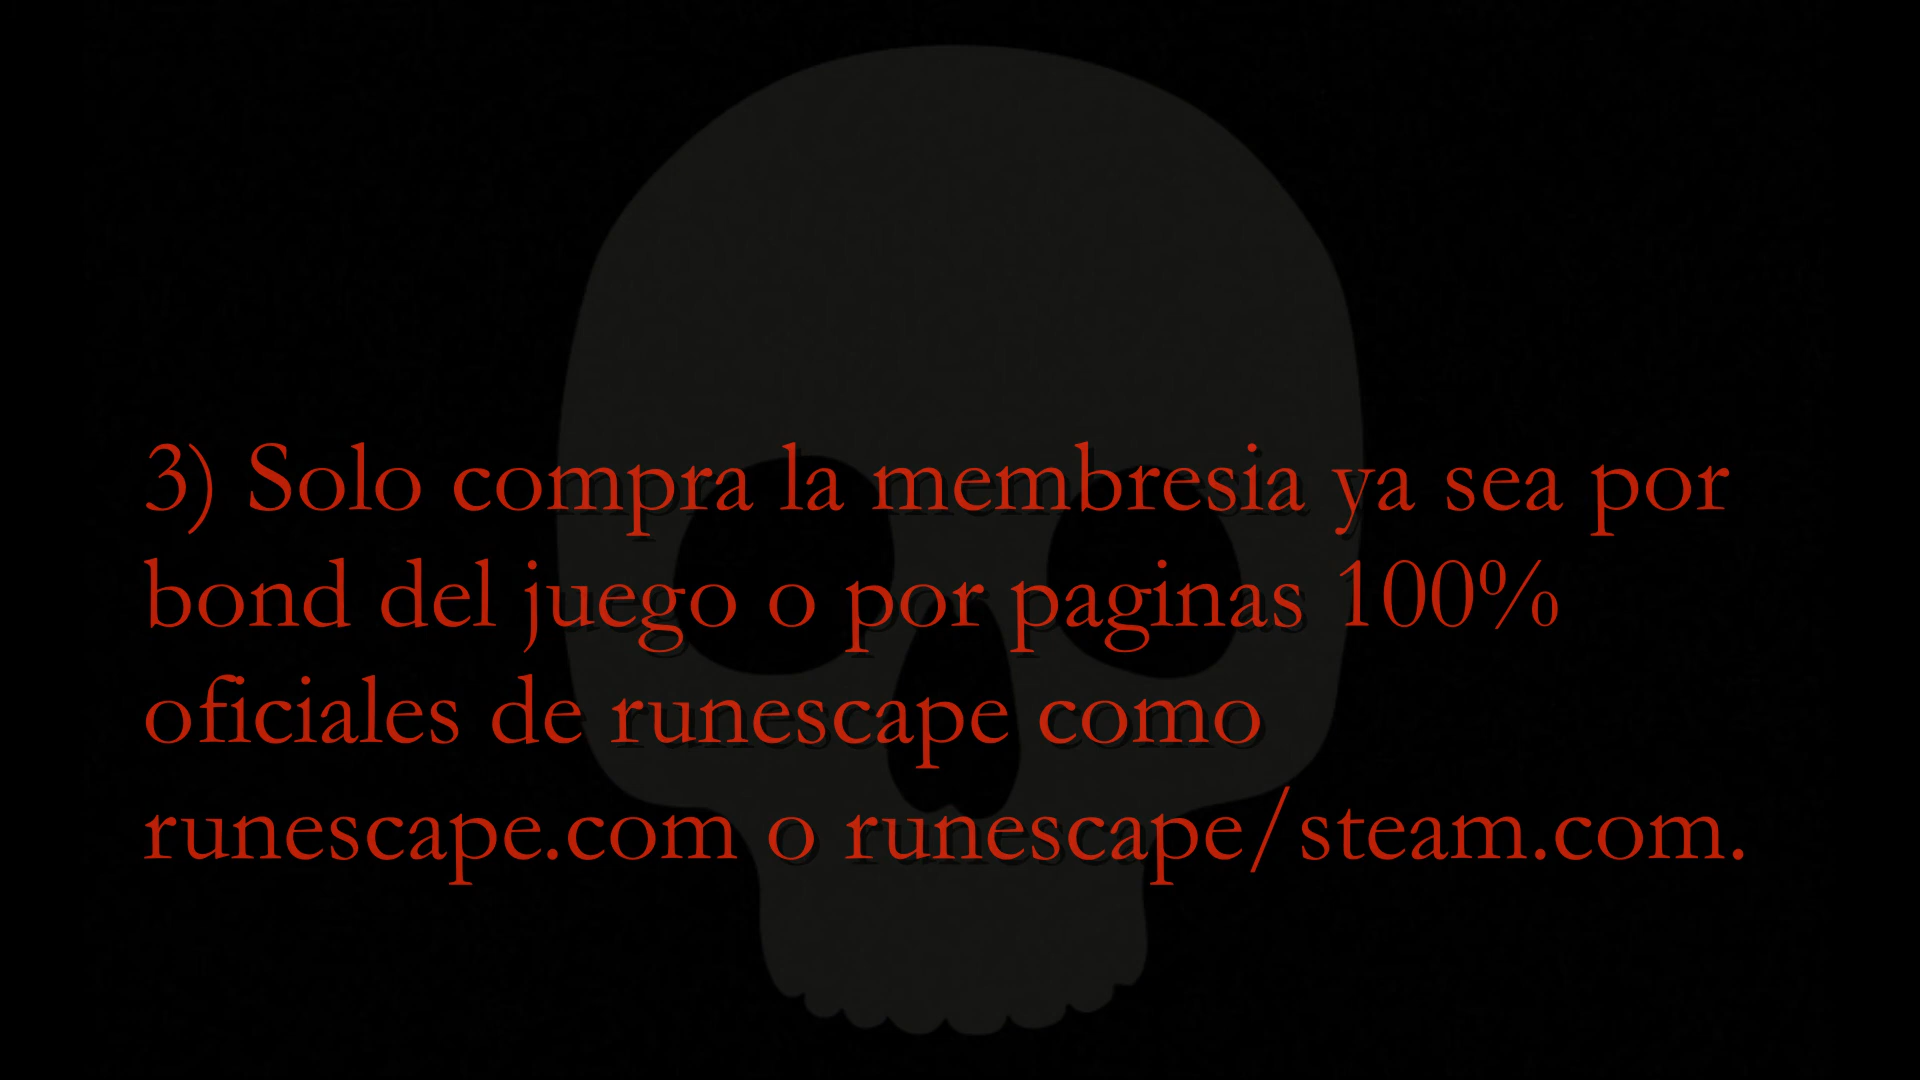 3) Solo compra la membresia ya sea por
bond del juego o por paginas 100%
oficiales de runescape como
runescape.com o runescape/steam.com.